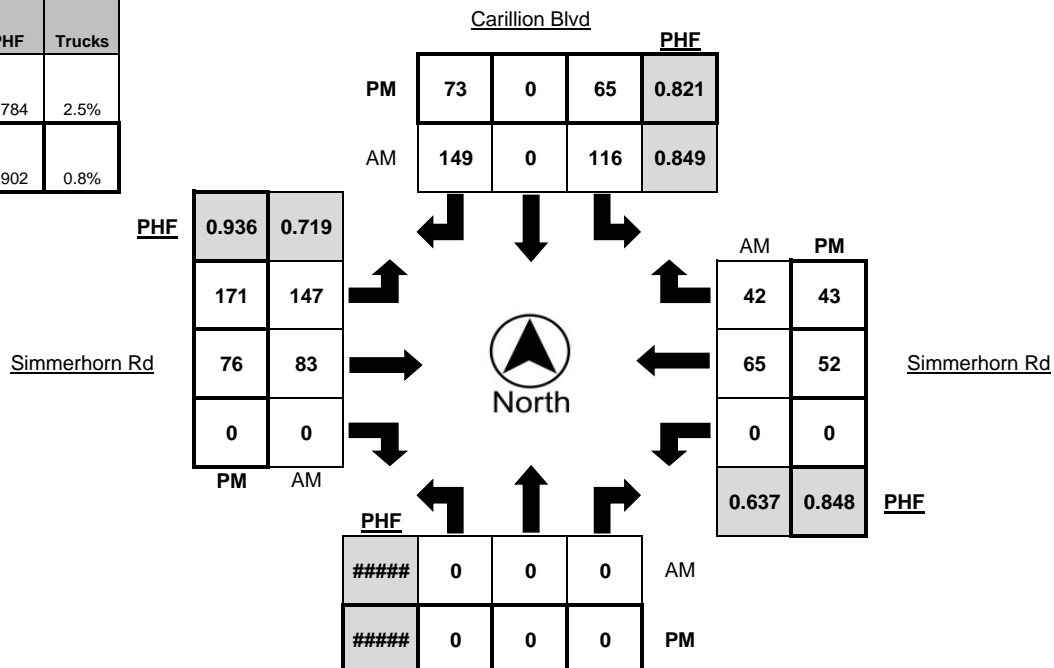 Carillion Blvd
PHF
Trucks
784 2.5%
902 0.8%
PHF
PM 73 0 65 0.821
AM 149 0 116 0.849
PHF 0.936 0.719
171 147
Simmerhorn Rd 76 83
0 0
PM AM
North
AM PM
42 43
65 52 Simmerhorn Rd
0 0
0.637 0.848 PHF
PHF
##### 0 0 0 AM
##### 0 0 0 PM